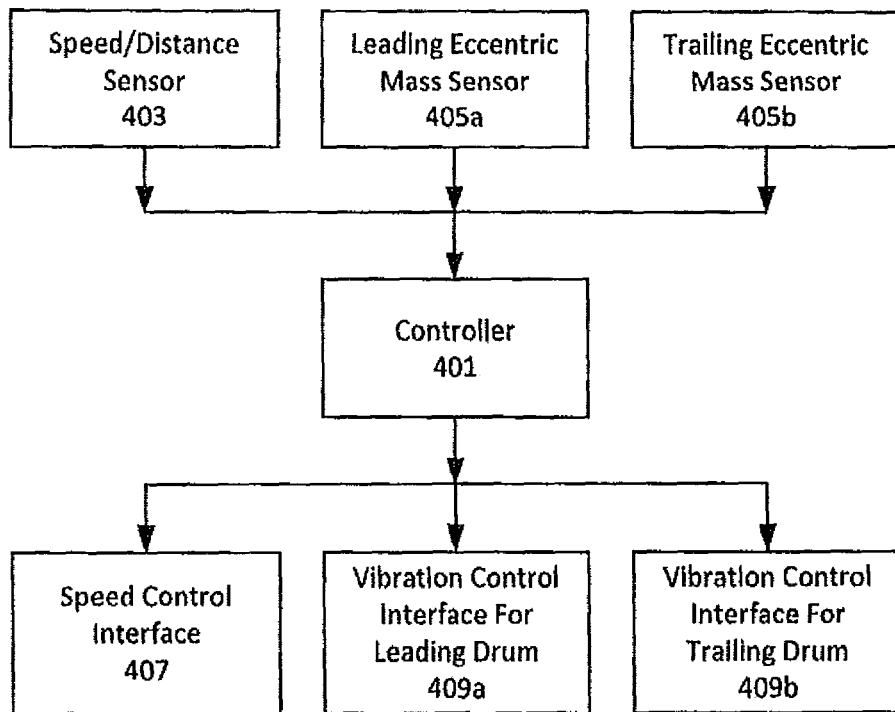 Speed/Distance
Sensor
403
Leading Eccentric
Mass Sensor
405a
Trailing Eccentric
Mass Sensor
405b
Controller
401
Speed Control
Interface
407
Vibration Control
Interface For
Leading Drum
409a
Vibration Control
Interface For
Trailing Drum
409b